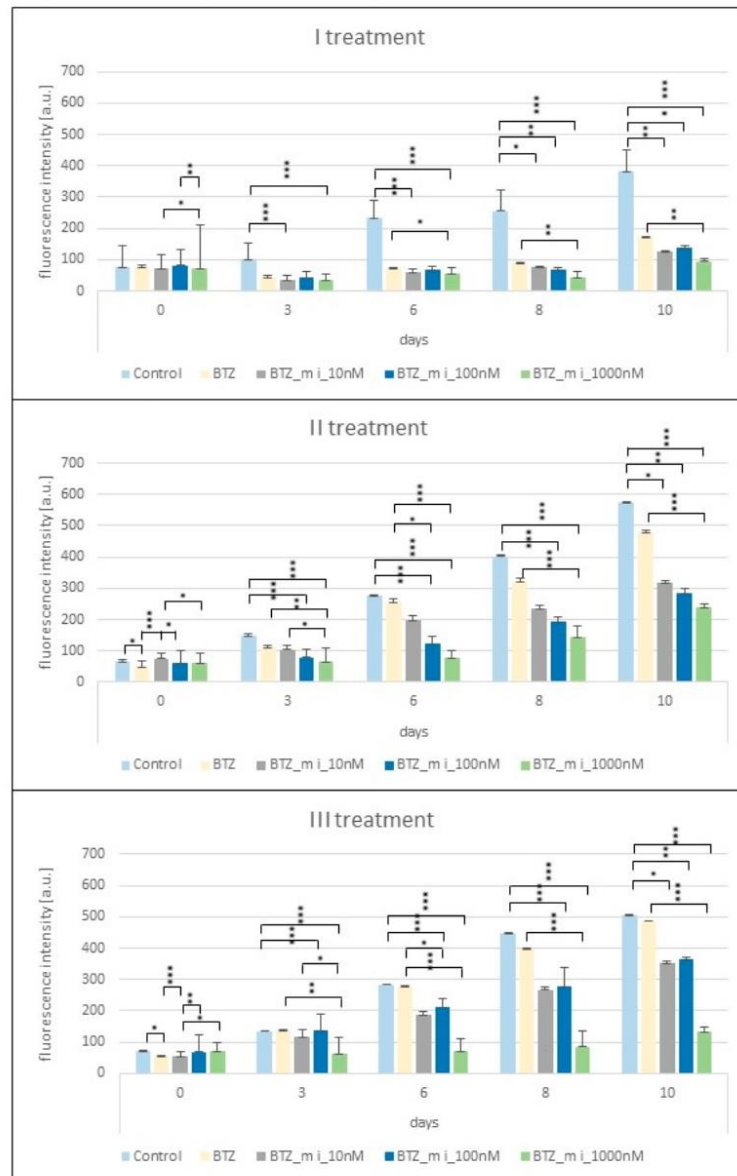 I treatment
700
600
500
400
300
200
100
0
fluorescence intensity [a.u.]
0 3 6 8 10
days
Control BTZ BTZ_m i_10nM BTZ_m i_100nM BTZ_m i_1000nM
II treatment
700
600
500
400
300
200
100
0
fluorescence intensity [a.u.]
0 3 6 8 10
days
Control BTZ BTZ_m i_10nM BTZ_m i_100nM BTZ_m i_1000nM
III treatment
700
600
500
400
300
200
100
0
fluorescence intensity [a.u.]
0 3 6 8 10
days
Control BTZ BTZ_m i_10nM BTZ_m i_100nM BTZ_m i_1000nM